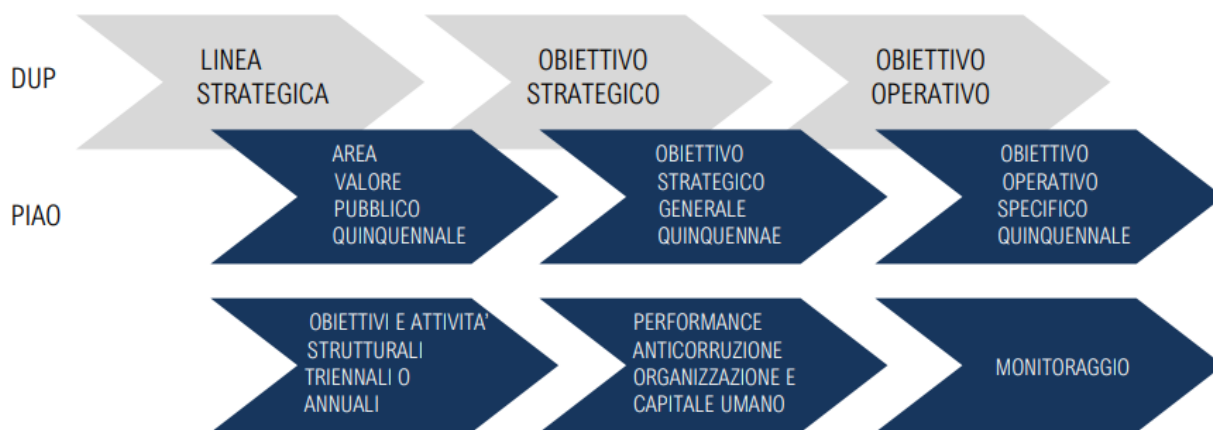 DUP
LINEA
STRATEGICA
OBIETTIVO
STRATEGICO
OBIETTIVO
OPERATIVO
PIAO
AREA
VALORE
PUBBLICO
QUINQUENNALE
OBIETTIVO
STRATEGICO
GENERALE
QUINQUENNAE
OBIETTIVO
OPERATIVO
SPECIFICO
QUINQUENNALE
OBIETTIVI E ATTIVITA'
STRUTTURALI
TRIENNALI O
ANNUALI
PERFORMANCE
ANTICORRUZIONE
ORGANIZZAZIONE E
CAPITALE UMANO
MONITORAGGIO